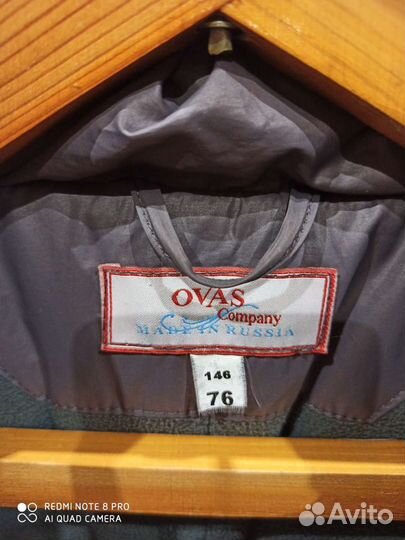 OVAS
Company
MADE IN RUSSIA
146
76
REDMI NOTE 8 PRO
AI QUAD CAMERA
Avito